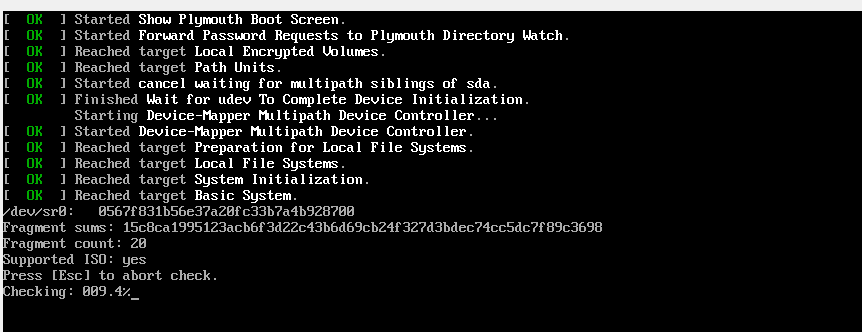 [  OK  ] Started Show Plymouth Boot Screen.
[  OK  ] Started Forward Password Requests to Plymouth Directory Watch.
[  OK  ] Reached target Local Encrypted Volumes.
[  OK  ] Reached target Path Units.
[  OK  ] Started cancel waiting for multipath siblings of sda.
[  OK  ] Finished Wait for udev To Complete Device Initialization.
         Starting Device-Mapper Multipath Device Controller...
[  OK  ] Started Device-Mapper Multipath Device Controller.
[  OK  ] Reached target Preparation for Local File Systems.
[  OK  ] Reached target Local File Systems.
[  OK  ] Reached target System Initialization.
[  OK  ] Reached target Basic System.
/dev/sr0:   0567f831b56e37a20fc33b7a4b928700
Fragment sums: 15c8ca1995123acb6f3d22c43b6d69cb24f327d3bdec74cc5dc7f89c3698
Fragment count: 20
Supported ISO: yes
Press [Esc] to abort check.
Checking: 009.4%_